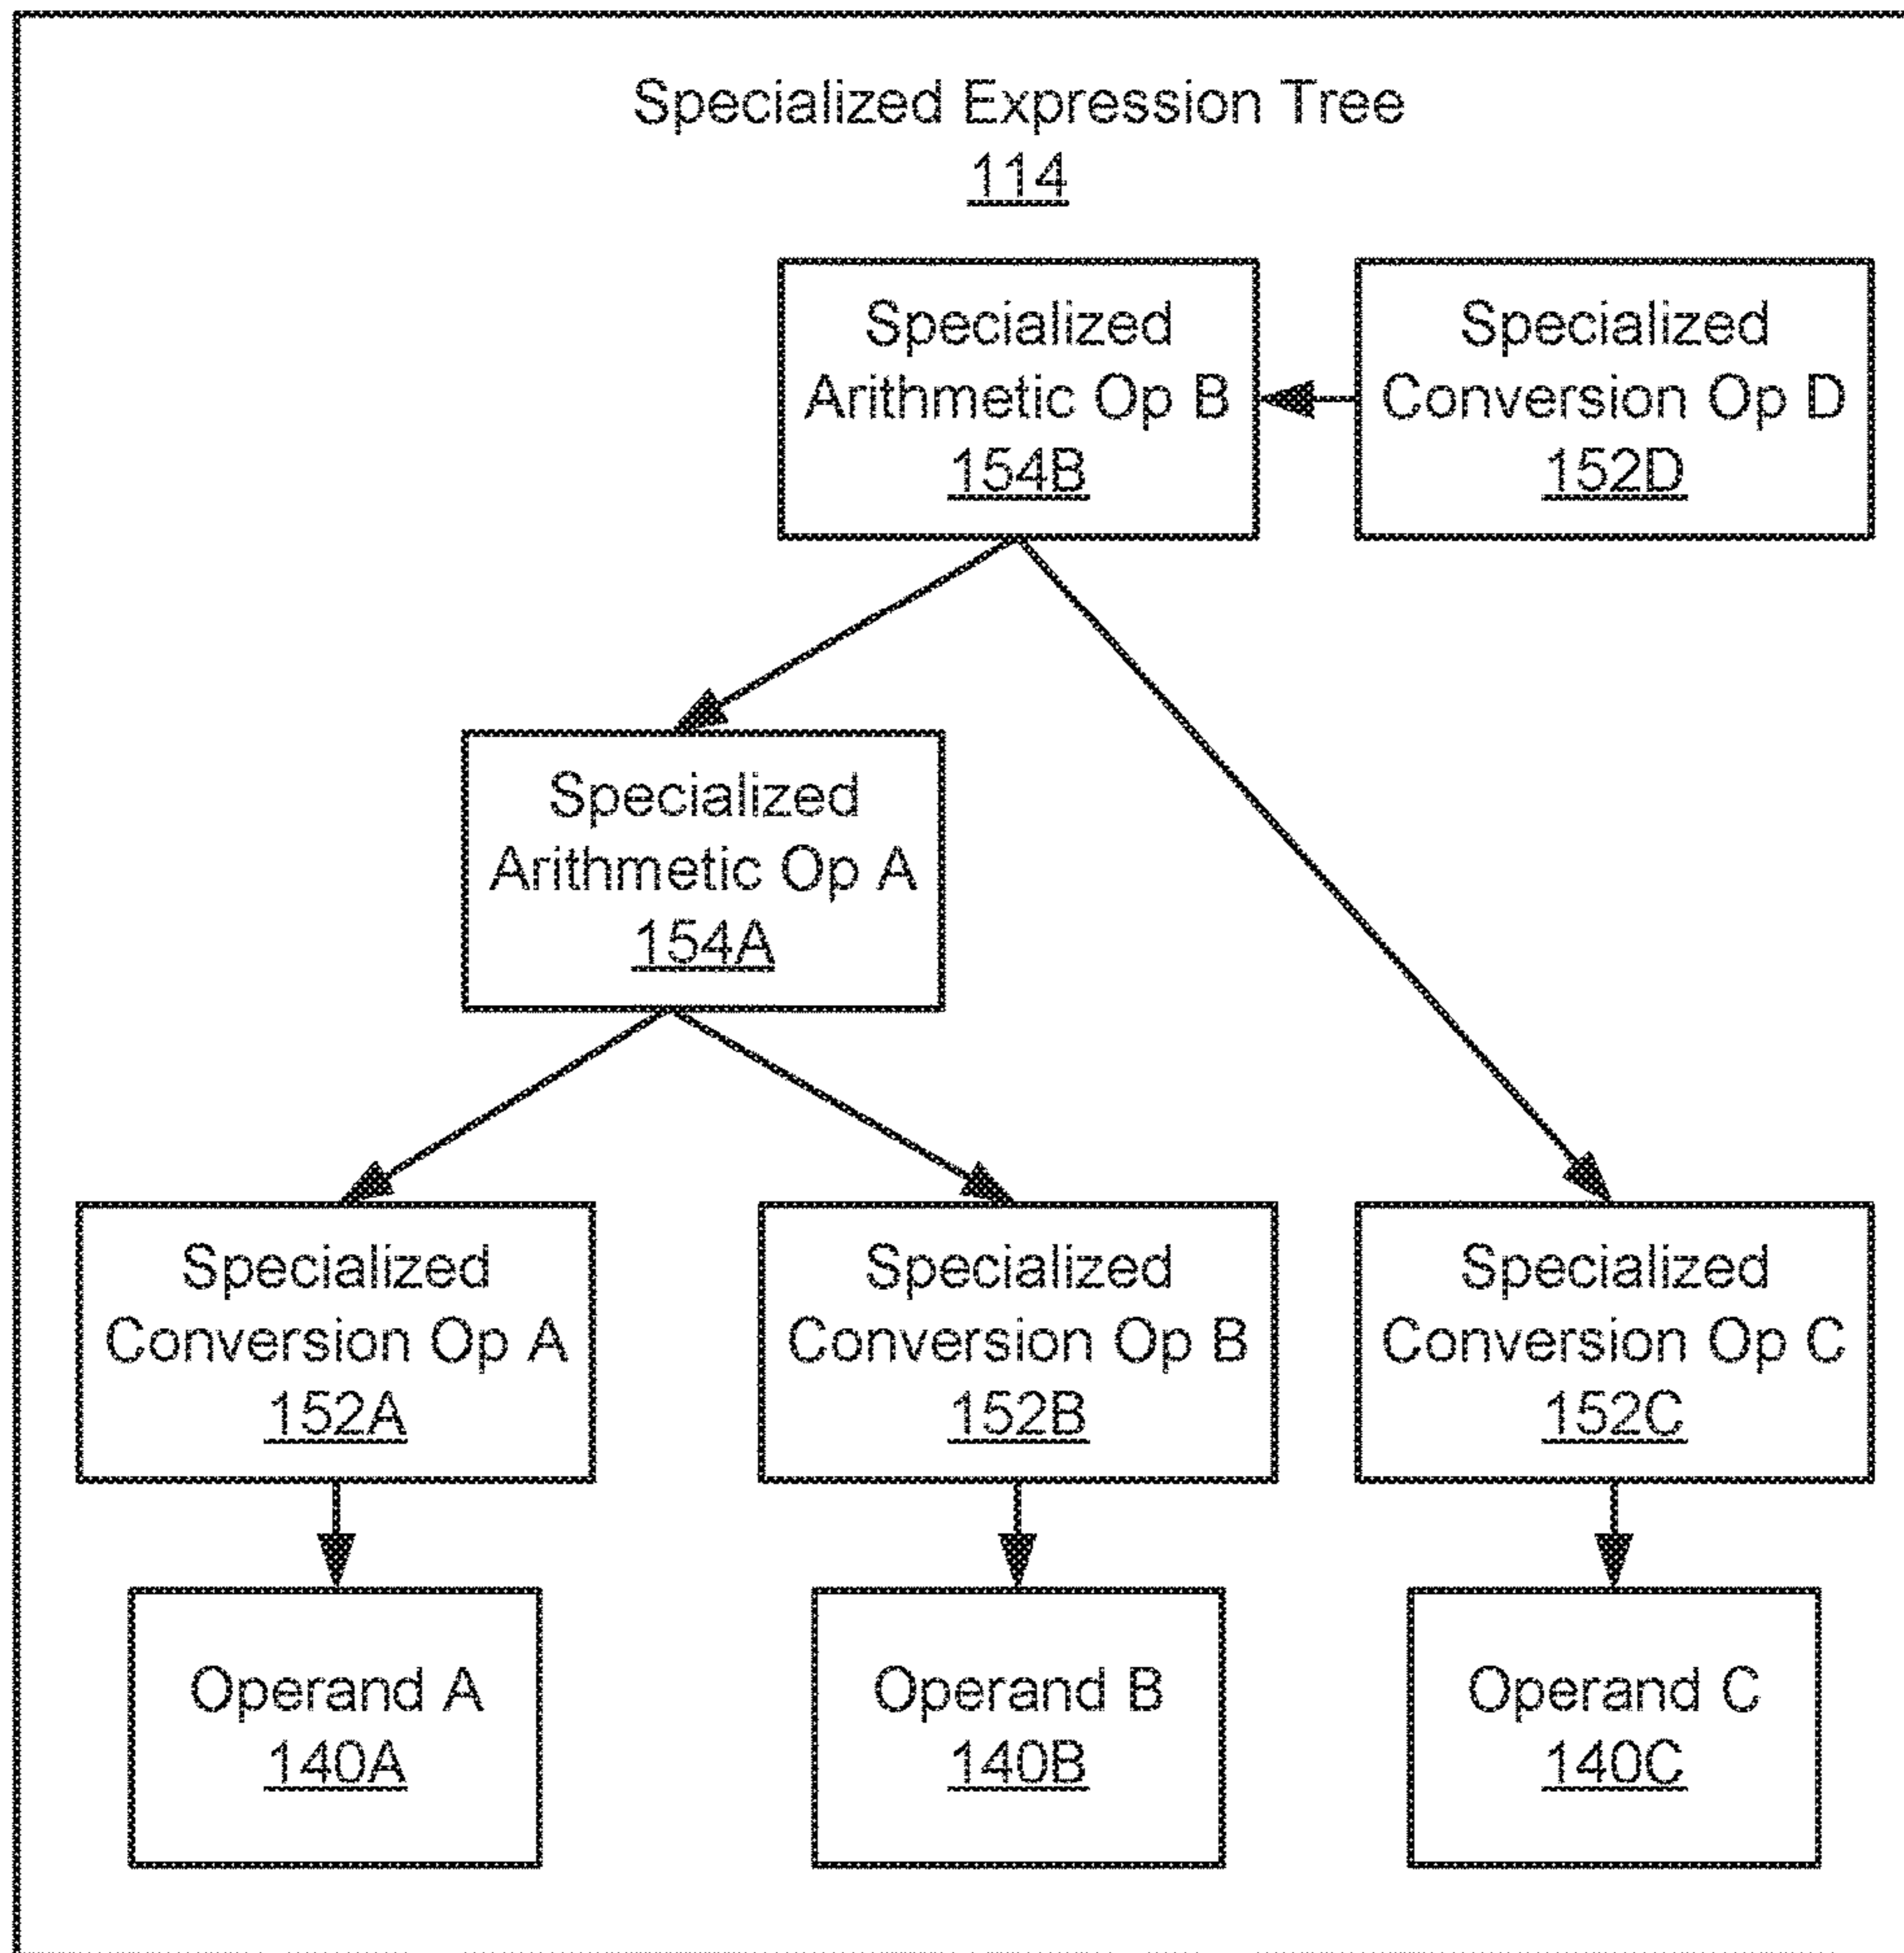 Specialized Expression Tree
114
Specialized
Arithmetic Op B
154B
Specialized
Conversion Op D
152D
Specialized
Arithmetic Op A
154A
Specialized
Conversion Op A
152A
Specialized
Conversion Op B
152B
Specialized
Conversion Op C
152C
Operand A
140A
Operand B
140B
Operand C
140C